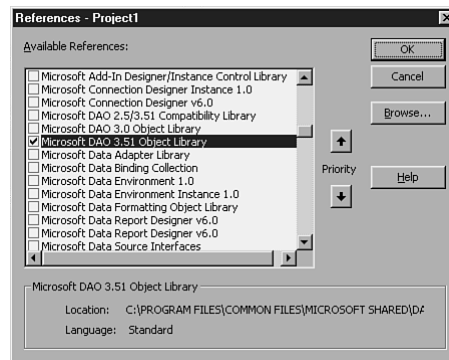 References - Project1
Available References:
Microsoft Add-In Designer/Instance Control Library
Microsoft Connection Designer Instance 1.0
Microsoft Connection Designer v6.0
Microsoft DAO 2.5/3.51 Compatibility Library
Microsoft DAO 3.0 Object Library
Microsoft DAO 3.51 Object Library
Microsoft Data Adapter Library
Microsoft Data Binding Collection
Microsoft Data Environment 1.0
Microsoft Data Environment Instance 1.0
Microsoft Data Formatting Object Library
Microsoft Data Report Designer v6.0
Microsoft Data Report Designer v6.0
Microsoft Data Source Interfaces
OK
Cancel
Browse...
Priority
Help
Microsoft DAO 3.51 Object Library
Location: C:\PROGRAM FILES\COMMON FILES\MICROSOFT SHARED\DA
Language: Standard